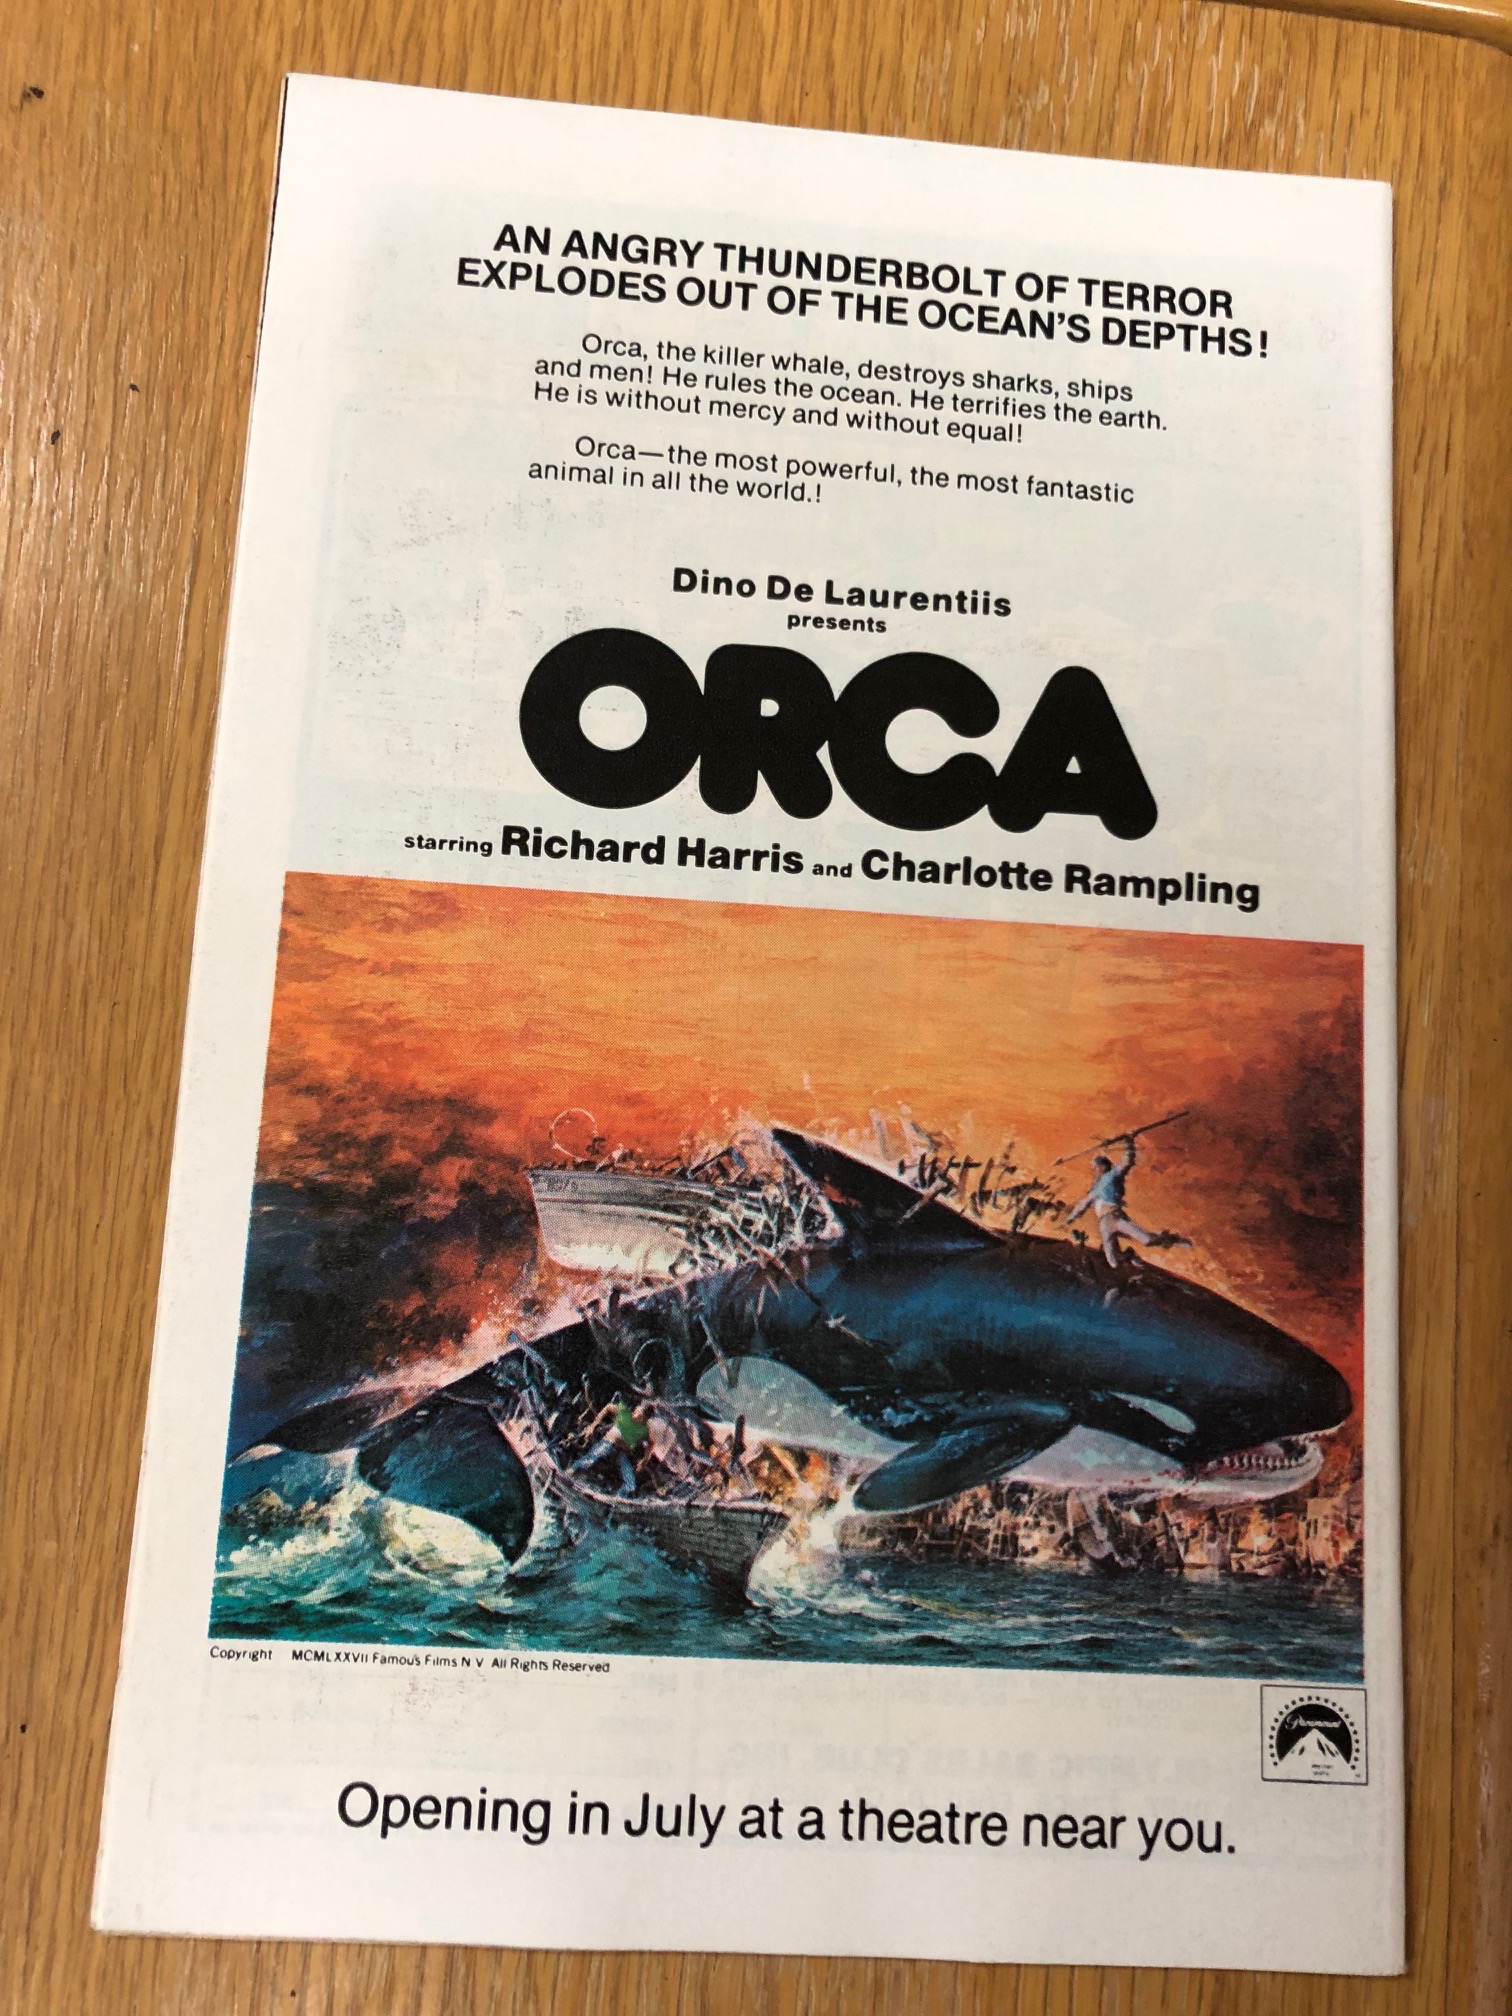 AN ANGRY THUNDERBOLT OF TERROR
EXPLODES OUT OF THE OCEAN'S DEPTHS!
Orca, the killer whale, destroys sharks, ships
and men! He rules the ocean. He terrifies the earth.
He is without mercy and without equal!
Orca—the most powerful, the most fantastic
animal in all the world.!
Dino De Laurentiis
presents
ORCA
starring Richard Harris and Charlotte Rampling
Copyright MCMLXXVII Famous Films N V All Rights Reserved
Paramount
Opening in July at a theatre near you.